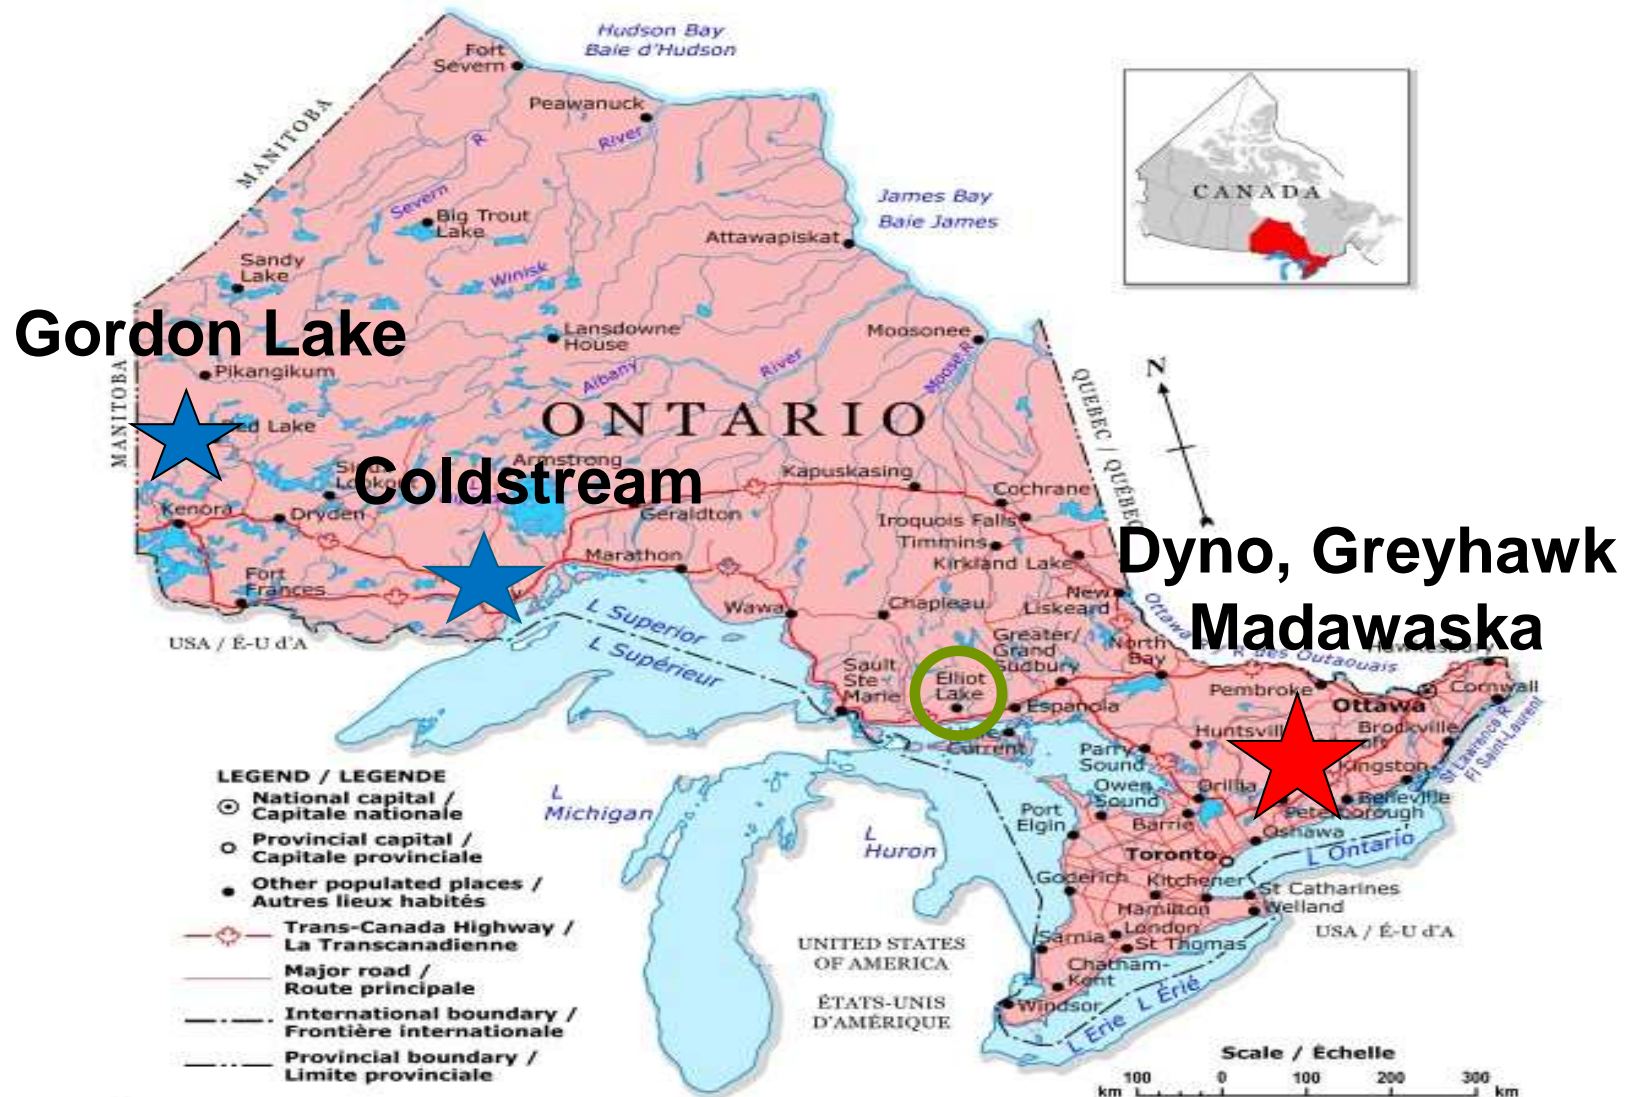 Hudson Bay
Baie d'Hudson
Fort
Severn
Peawanuck
MANITOBA
R
River
Severn
James Bay
Baie James
CANADA
Big Trout
Lake
Attawapiskat
Sandy
Lake
Winisk
Gordon Lake
Lansdowne
House
Moosonee
River
Albany
Moose R
MANITOBA
Pikangikum
N
QUEBEC / QUÉBEC
ONTARIO
Red Lake
Armstrong
Coldstream
Kapuskasing
Cochrane
Kenora
Dryden
Geraldton
Iroquois Falls
Timmins
Kirkland Lake
Marathon
Dyno, Greyhawk
Madawaska
Fort
Frances
New
Liskeard
Wawa
Chapleau
L Superior
L Supérieur
USA / É-U d'A
Greater/
Grand
Sudbury
North
Bay
R des Outaouais
Sault
Ste
Marie
Elliot
Lake
Espanola
Pembroke
Ottawa
Cornwall
Current
Brockville
St Lawrence R
Fl Saint-Laurent
Parry
Sound
Kingston
Owen
Sound
Orillia
Belleville
Peterborough
Port
Elgin
Barrie
Oshawa
L Ontario
L
Michigan
L
Huron
Toronto
Goderich
Kitchener
St Catharines
Hamilton
Welland
London
Sarnia
St Thomas
USA / É-U d'A
UNITED STATES
OF AMERICA
ÉTATS-UNIS
D'AMÉRIQUE
Chatham-
Kent
Windsor
L Erie
L Érié
LEGEND / LEGENDE
National capital /
Capitale nationale
Provincial capital /
Capitale provinciale
Other populated places /
Autres lieux habités
Trans-Canada Highway /
La Transcanadienne
Major road /
Route principale
International boundary /
Frontière internationale
Provincial boundary /
Limite provinciale
Scale / Échelle
100 0 100 200 300
km km